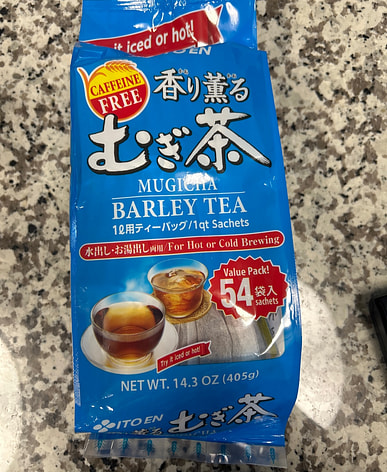 Try it iced or hot!
ITO EN
CAFFEINE
FREE
香り薫る
むぎ茶
MUGICHA
BARLEY TEA
1ℓ用ティーバッグ/1qt Sachets
水出し・お湯出し両用/For Hot or Cold Brewing
Value Pack!
54袋入
sachets
Try it iced or hot!
NET WT. 14.3 OZ (405g)
ITO EN
むぎ茶